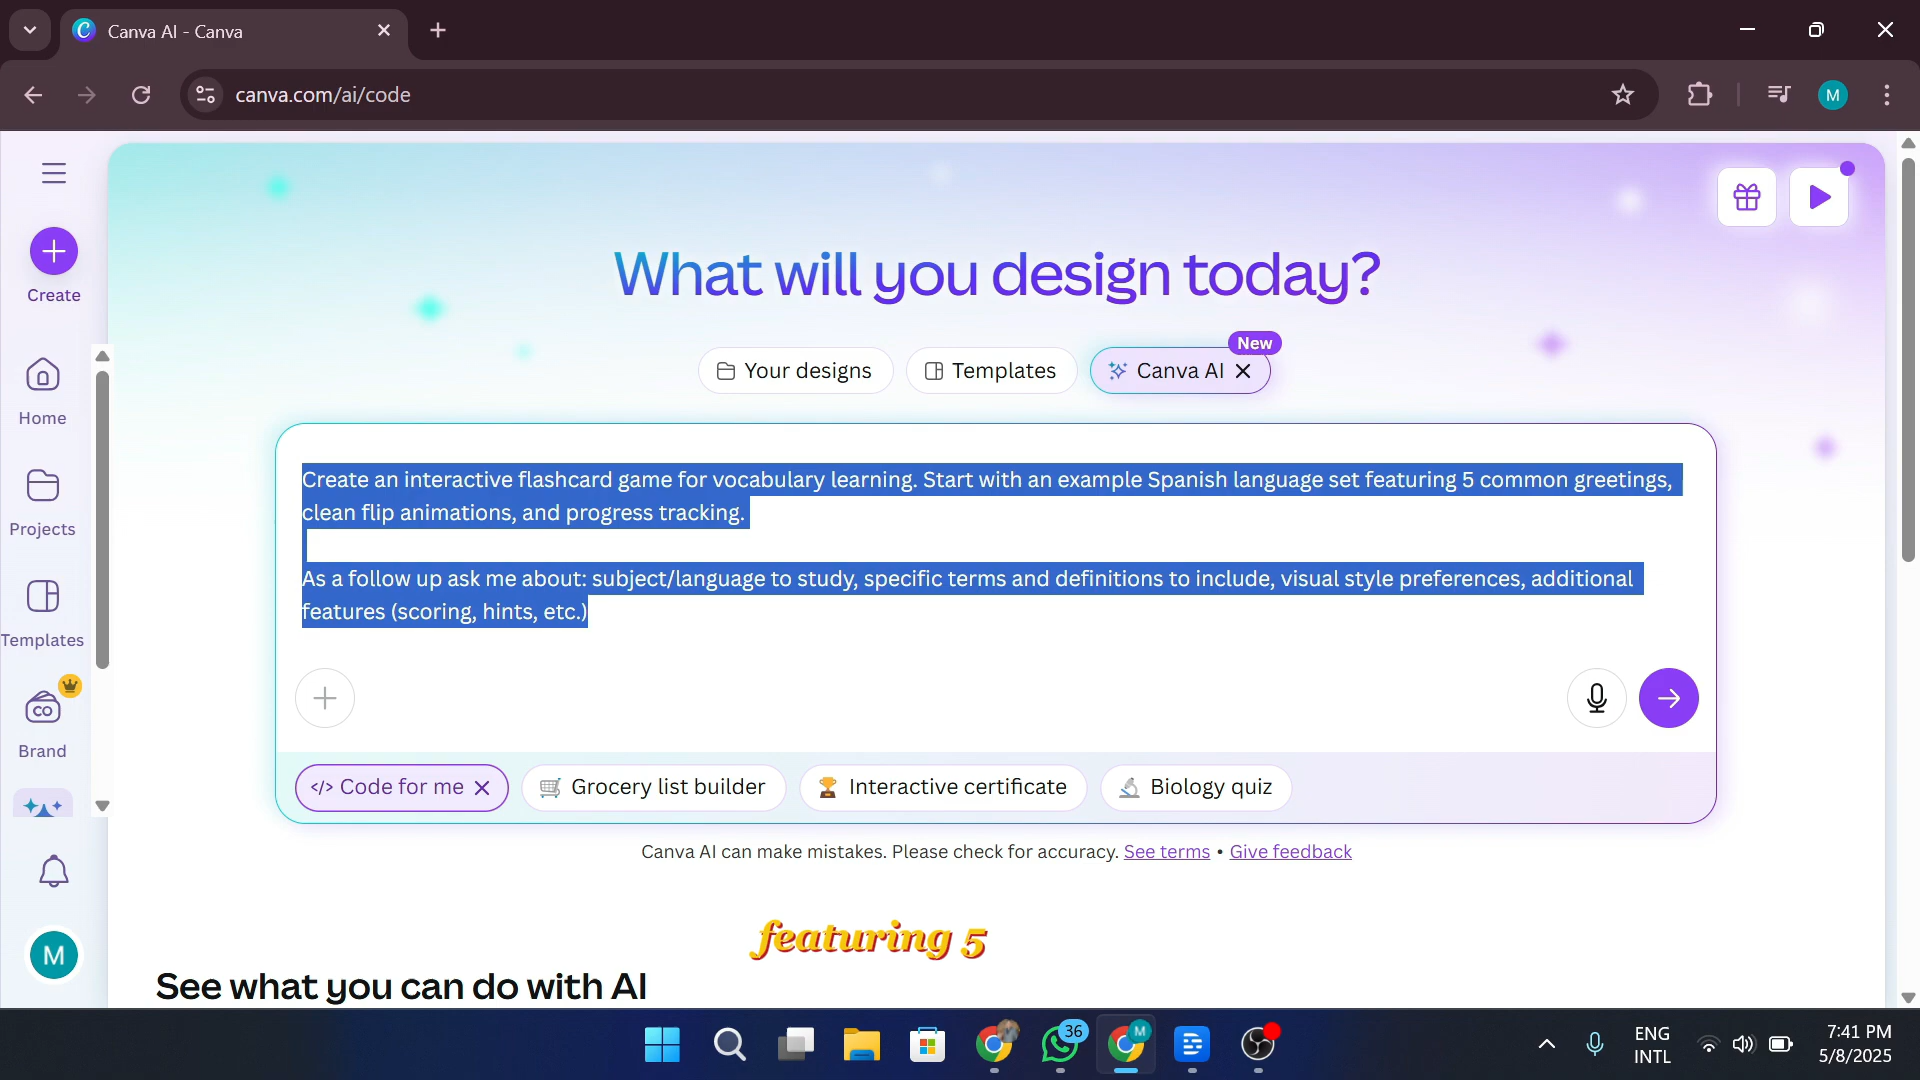 Canva AI - Canva
canva.com/ai/code
M
Create
Home
Projects
Templates
CO
Brand
M
What will you design today?
Your designs
Templates
Canva AI
New
Create an interactive flashcard game for vocabulary learning. Start with an example Spanish language set featuring 5 common greetings,
clean flip animations, and progress tracking.
As a follow up ask me about: subject/language to study, specific terms and definitions to include, visual style preferences, additional
features (scoring, hints, etc.)
</> Code for me
Grocery list builder
Interactive certificate
Biology quiz
Canva AI can make mistakes. Please check for accuracy. See terms • Give feedback
featuring 5
See what you can do with AI
36
M
ENG
INTL
7:41 PM
5/8/2025